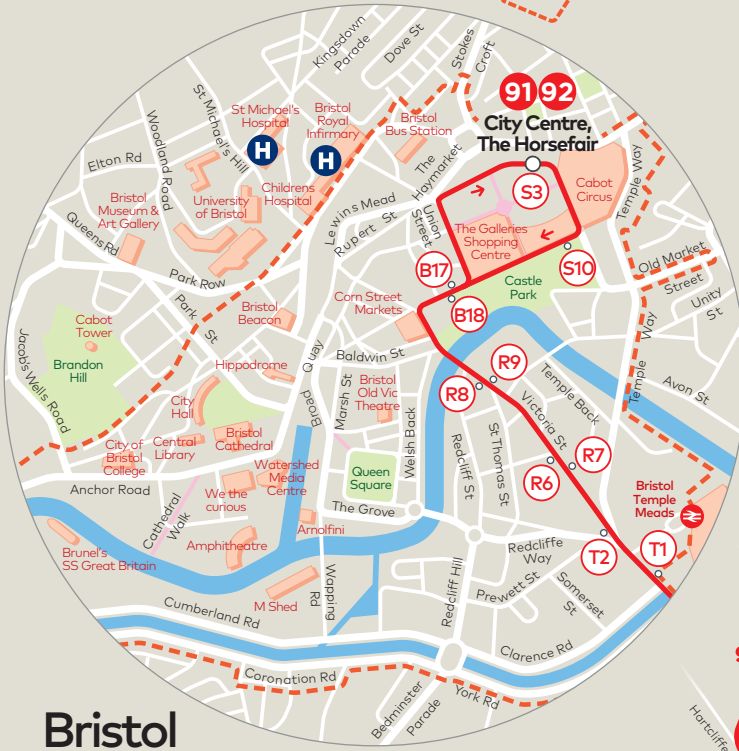 Kingsdown
Parade
Dove St
Stokes
Croft
91 92
City Centre,
The Horsefair
St Michael's Hill
St Michael's
Hospital
H
Bristol
Royal
Infirmary
H
Bristol
Bus Station
The
Haymarket
Woodland Road
Elton Rd
University
of Bristol
Childrens
Hospital
Bristol
Museum &
Art Gallery
Queens Rd
Lewins Mead
Rupert St
Union
Street
S3
Cabot
Circus
Temple Way
The Galleries
Shopping
Centre
S10
Old Market
Street
Unity
St
B17
B18
Castle
Park
Park Row
Park St
Bristol
Beacon
Corn Street
Markets
Cabot
Tower
Brandon
Hill
Jacob's Wells Road
Hippodrome
Quay
Broad
Baldwin St
Marsh St
Bristol
Old Vic
Theatre
Welsh Back
R8
R9
Temple Back
Temple
Way
Avon St
City
Hall
City of
Bristol
College
Central
Library
Bristol
Cathedral
Watershed
Media
Centre
Queen
Square
Redcliff St
St Thomas St
Victoria St
R6
R7
Bristol
Temple
Meads
Anchor Road
Cathedral
Walk
We the
curious
The Grove
Arnolfini
Amphitheatre
Brunel's
SS Great Britain
M Shed
Wapping
Rd
Redcliff Hill
Redcliffe
Way
T2
T1
Prewett St
Somerset
St
Cumberland Rd
Clarence Rd
Coronation Rd
York Rd
Bedminster
Parade
Bristol